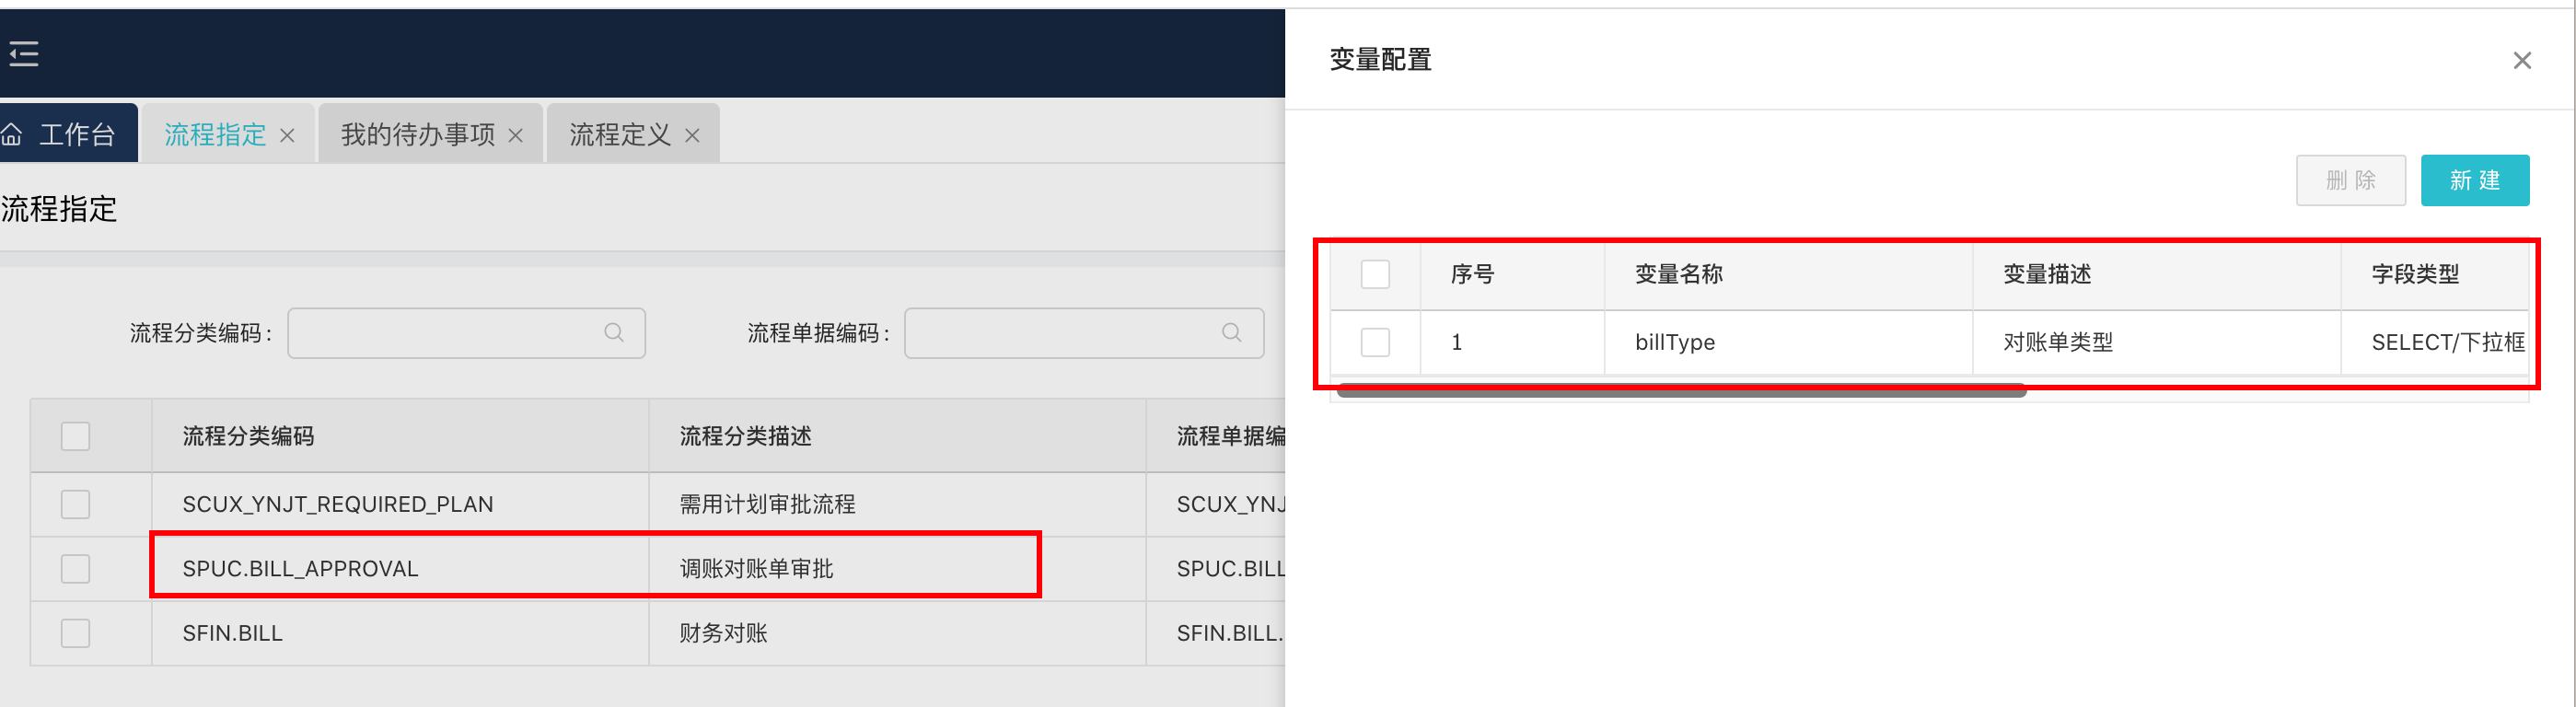 变量配置
工作台
流程指定
我的待办事项
流程定义
流程指定
删 除
新 建
流程分类编码:
流程单据编码:
序号
变量名称
变量描述
字段类型
1
billType
对账单类型
SELECT/下拉框
流程分类编码
流程分类描述
流程单据编
SCUX_YNJT_REQUIRED_PLAN
需用计划审批流程
SCUX_YNJ
SPUC.BILL_APPROVAL
调账对账单审批
SPUC.BILL
SFIN.BILL
财务对账
SFIN.BILL.